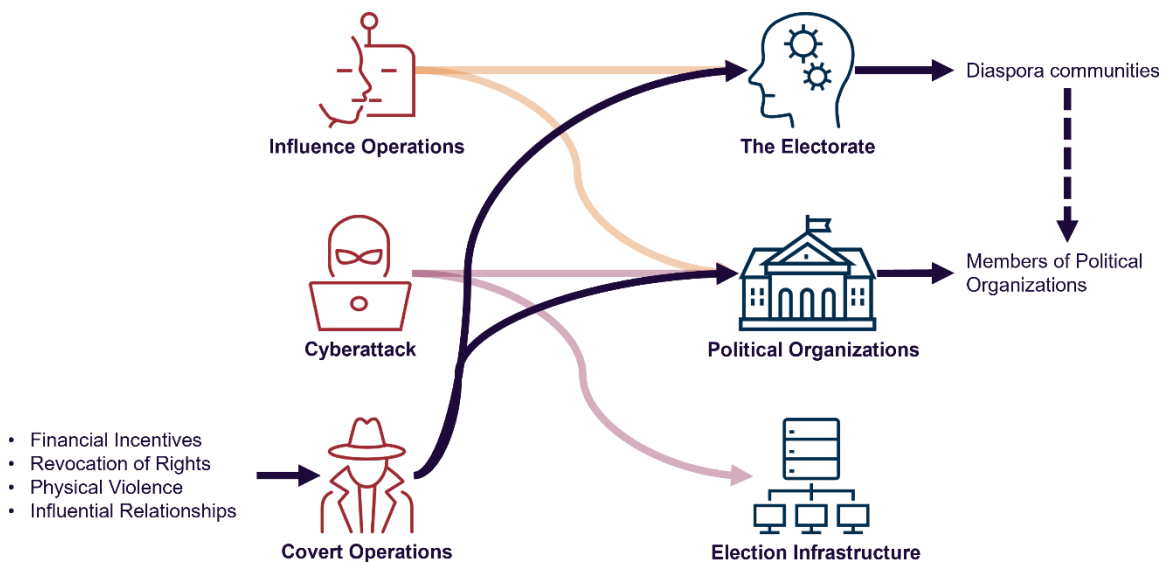 Influence Operations
The Electorate
Diaspora communities
Cyberattack
Political Organizations
Members of Political
Organizations
• Financial Incentives
• Revocation of Rights
• Physical Violence
• Influential Relationships
Covert Operations
Election Infrastructure